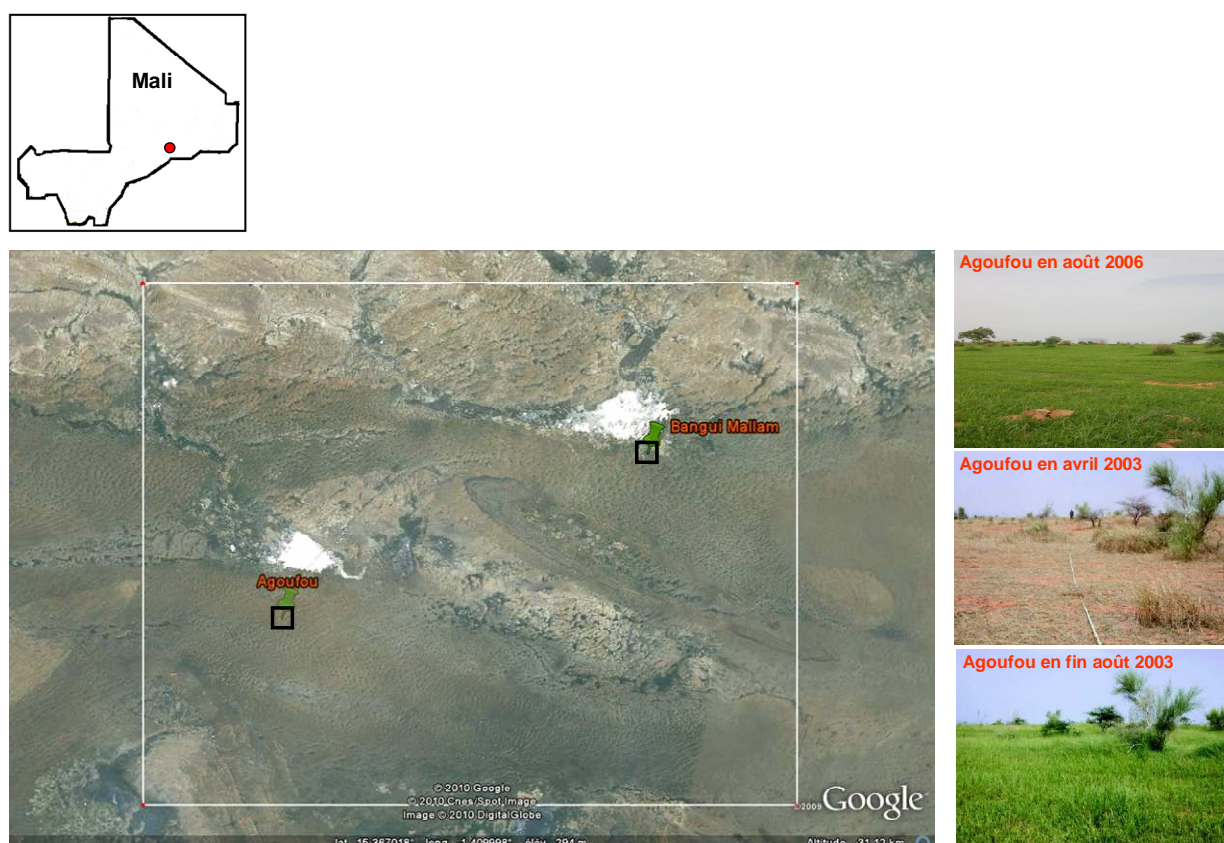 Mali
Agoufou en août 2006
Bangui Mallam
Agoufou en avril 2003
Agoufou
Agoufou en fin août 2003
© 2010 Google
© 2010 Cnes/Spot Image
Image © 2010 DigitalGlobe
©2009 Google